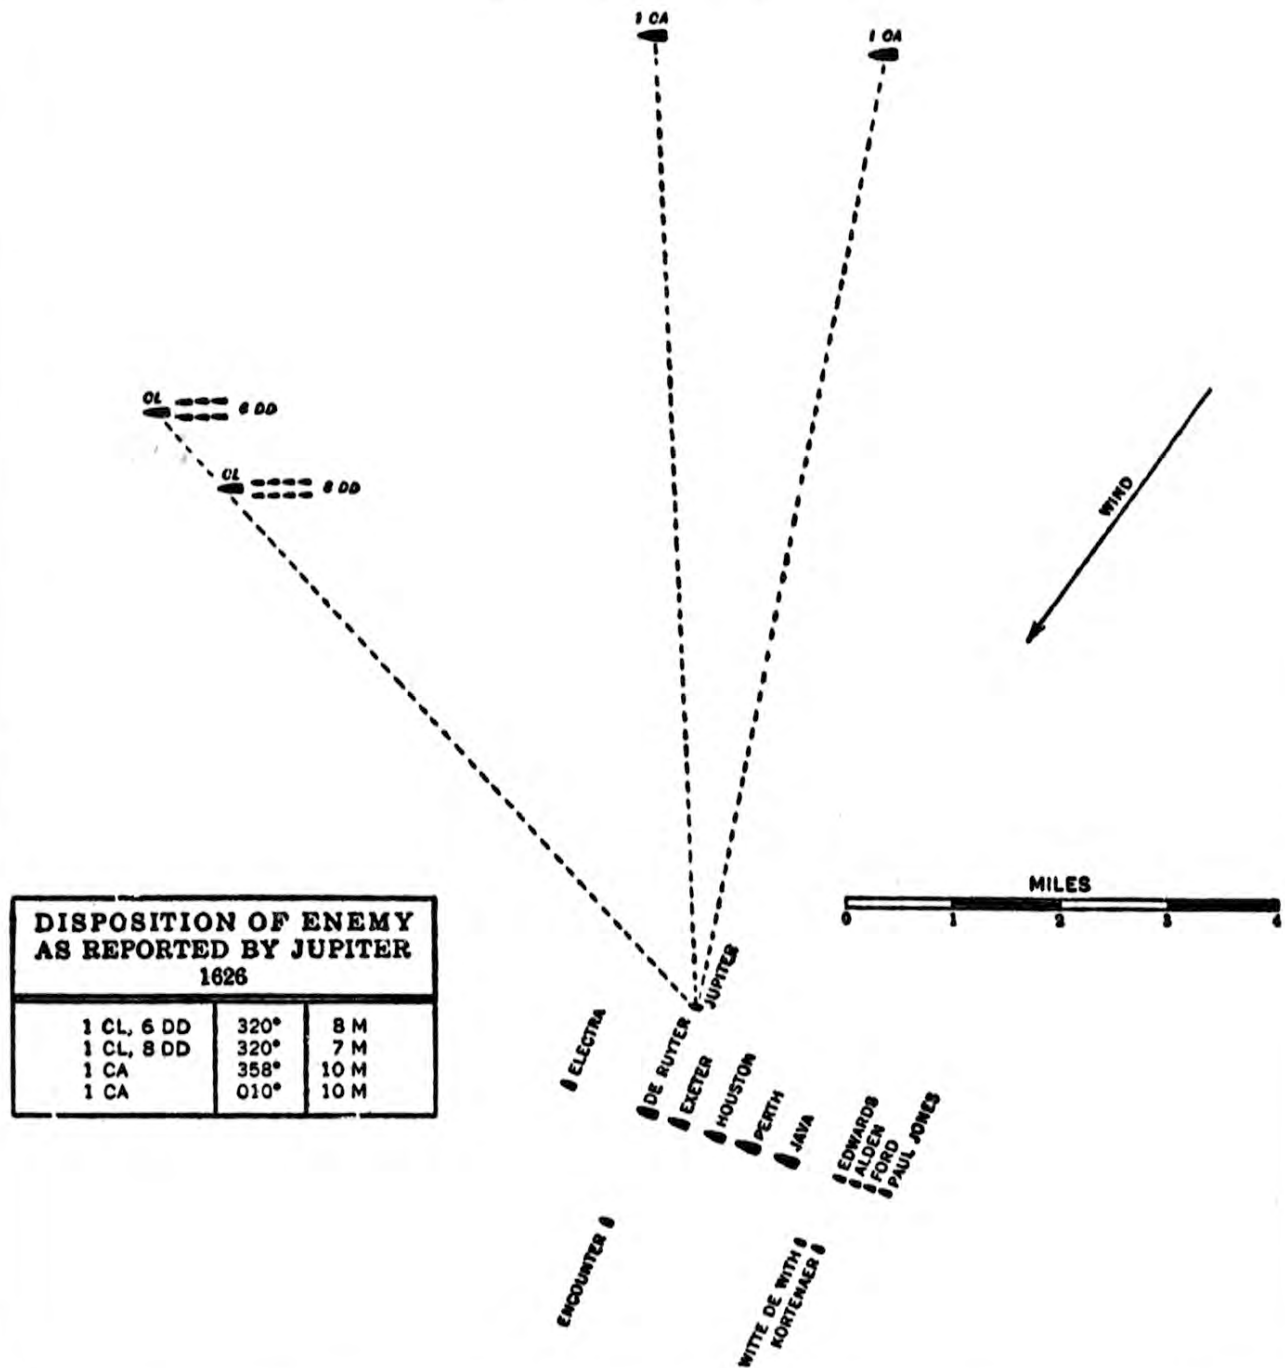 1 CA
1 CA
CL
6 DD
CL
8 DD
WIND
MILES
0 1 2 3 4
DISPOSITION OF ENEMY
AS REPORTED BY JUPITER
1626
1 CL, 6 DD 320° 8 M
1 CL, 8 DD 320° 7 M
1 CA 358° 10 M
1 CA 010° 10 M
JUPITER
ELECTRA
DE RUYTER
EXETER
HOUSTON
PERTH
JAVA
EDWARDS
ALDEN
FORD
PAUL JONES
ENCOUNTER
WITTE DE WITH
KORTENAER